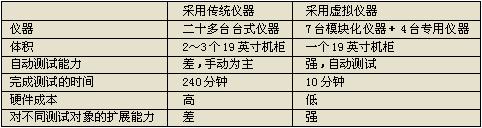 采用传统仪器 采用虚拟仪器
仪器 二十多台台式仪器 7台模块化仪器+ 4台专用仪器
体积 2～3个19英寸机柜 一个19英寸机柜
自动测试能力 差,手动为主 强,自动测试
完成测试的时间 240分钟 10分钟
硬件成本 高 低
对不同测试对象的扩展能力 差 强